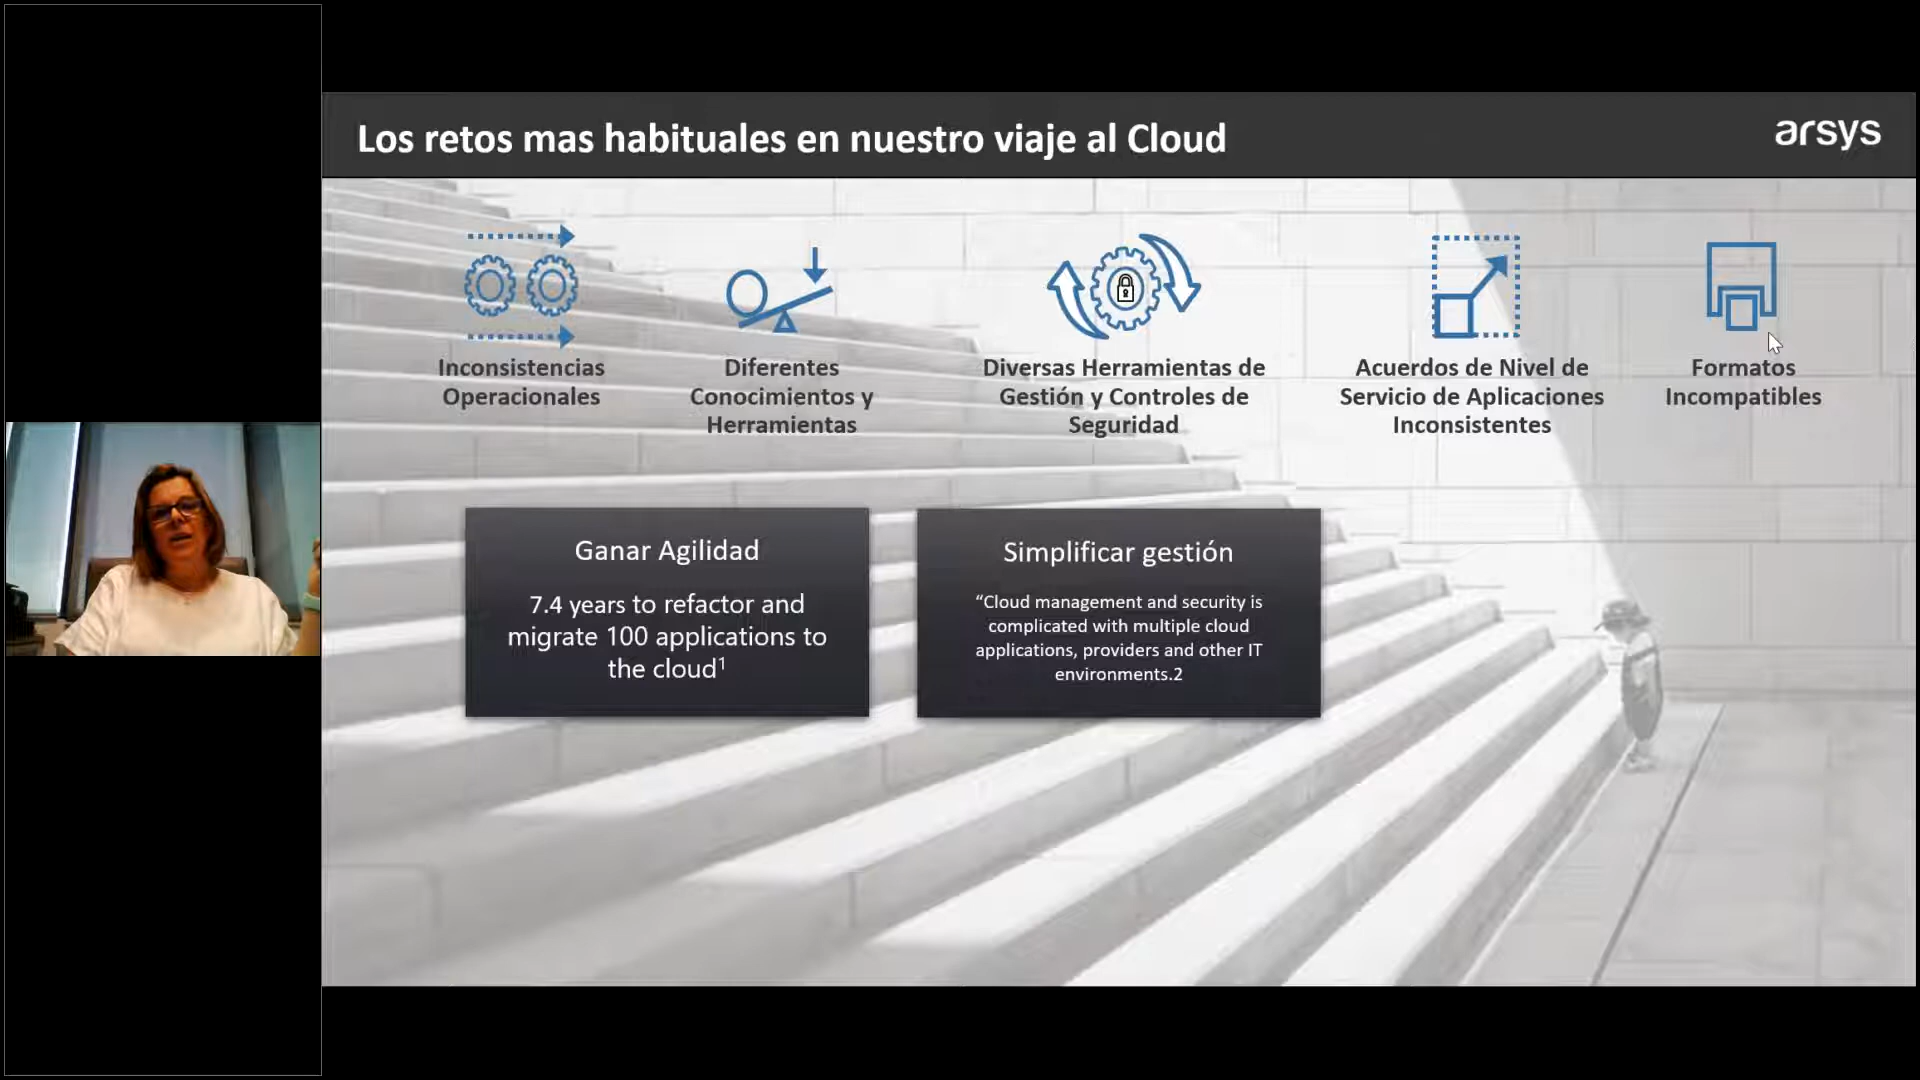 Los retos mas habituales en nuestro viaje al Cloud
arsys
Inconsistencias
Operacionales
Diferentes
Conocimientos y
Herramientas
Diversas Herramientas de
Gestión y Controles de
Seguridad
Acuerdos de Nivel de
Servicio de Aplicaciones
Inconsistentes
Formatos
Incompatibles
Ganar Agilidad
7.4 years to refactor and
migrate 100 applications to
the cloud¹
Simplificar gestión
“Cloud management and security is
complicated with multiple cloud
applications, providers and other IT
environments.2